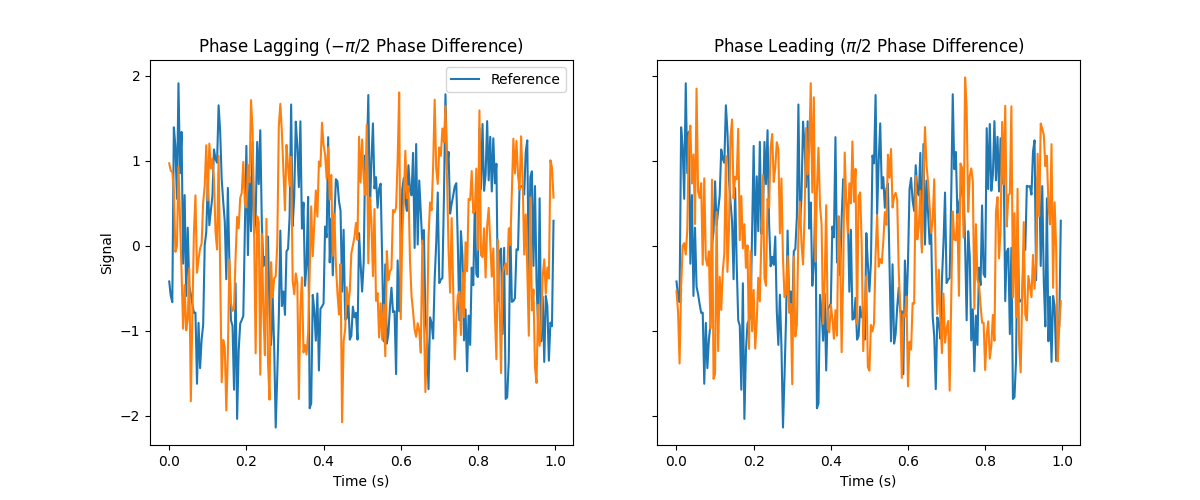 Phase Lagging (−π/2 Phase Difference)
Phase Leading (π/2 Phase Difference)
Reference
2
1
0
−1
−2
Signal
0.0 0.2 0.4 0.6 0.8 1.0
0.0 0.2 0.4 0.6 0.8 1.0
Time (s)
Time (s)